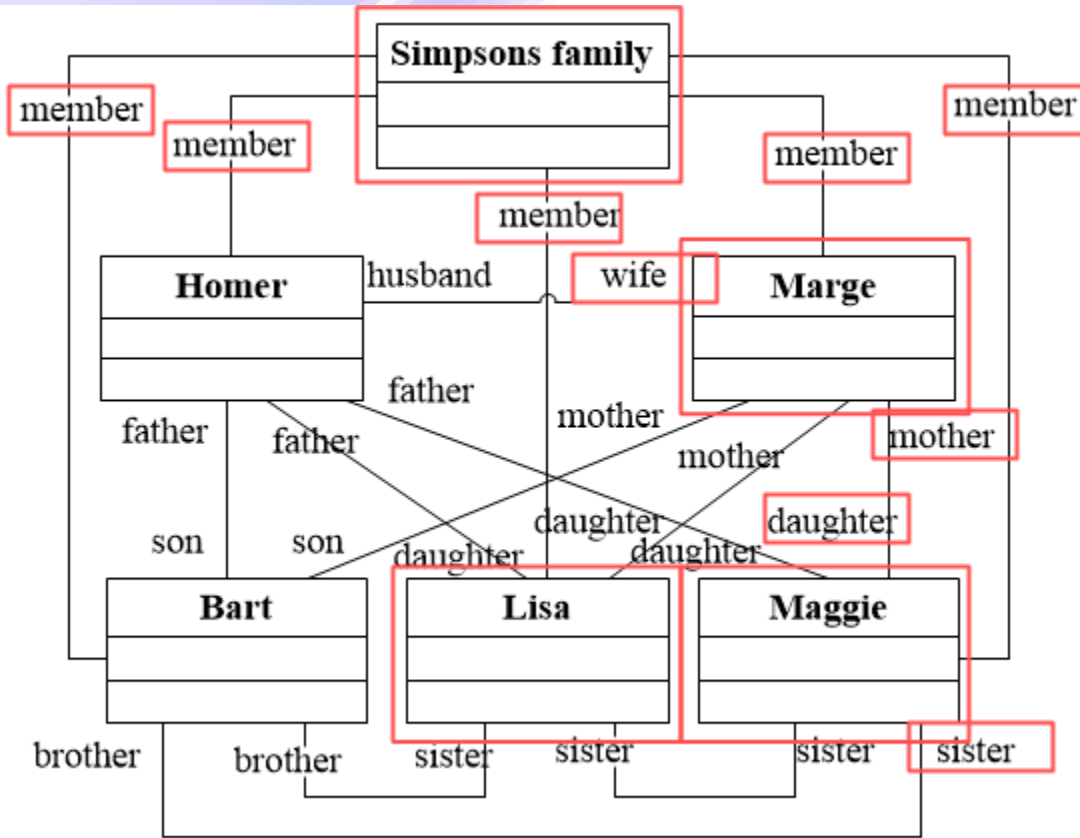 Simpsons family
member
member
member
member
member
Homer
husband
wife
Marge
father
father
father
mother
mother
mother
son
son
daughter
daughter
daughter
daughter
Bart
Lisa
Maggie
brother
brother
sister
sister
sister
sister